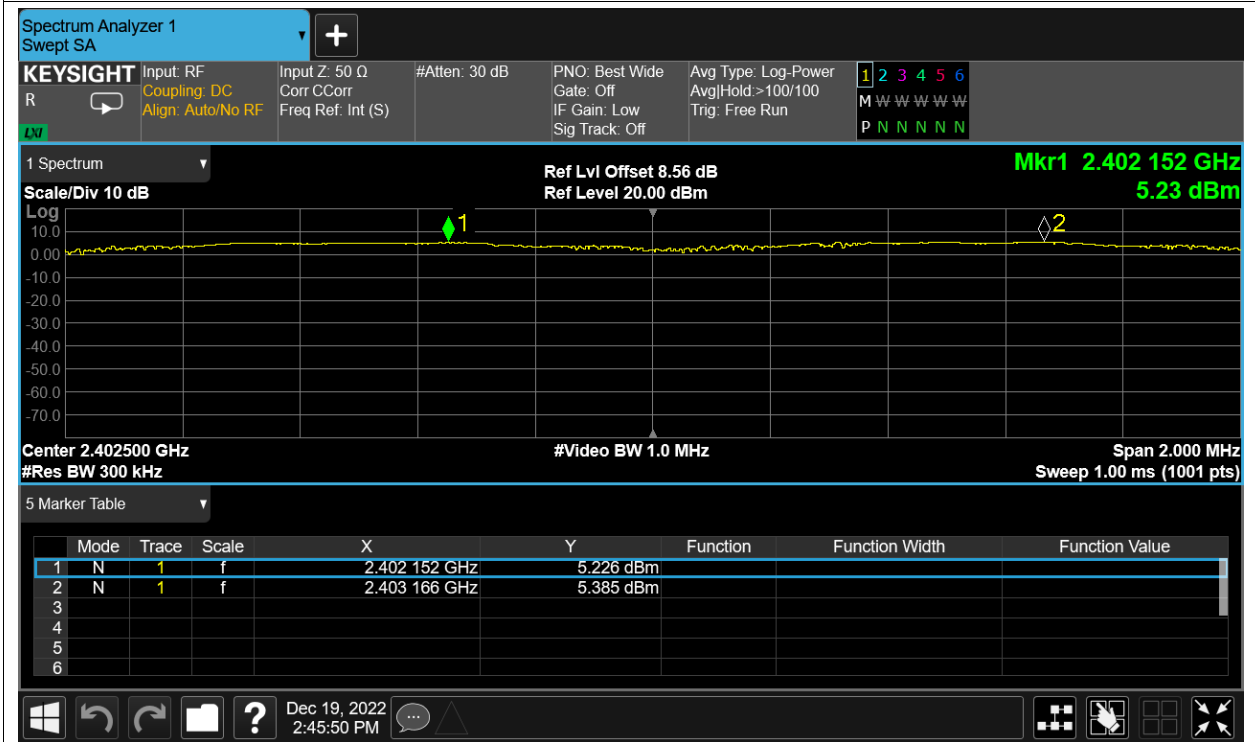 Spectrum Analyzer 1
Swept SA
+
KEYSIGHT Input: RF Input Z: 50 Ω #Atten: 30 dB PNO: Best Wide Avg Type: Log-Power 1 2 3 4 5 6
R Coupling: DC Corr CCorr Gate: Off Avg|Hold:>100/100 M W W W W W
Align: Auto/No RF Freq Ref: Int (S) IF Gain: Low Trig: Free Run
LXI Sig Track: Off P N N N N N
1 Spectrum Ref Lvl Offset 8.56 dB Mkr1 2.402 152 GHz
Scale/Div 10 dB Ref Level 20.00 dBm 5.23 dBm
Log
1 2
10.0
0.00
-10.0
-20.0
-30.0
-40.0
-50.0
-60.0
-70.0
Center 2.402500 GHz #Video BW 1.0 MHz Span 2.000 MHz
#Res BW 300 kHz Sweep 1.00 ms (1001 pts)
5 Marker Table
Mode Trace Scale X Y Function Function Width Function Value
1 N 1 f 2.402 152 GHz 5.226 dBm
2 N 1 f 2.403 166 GHz 5.385 dBm
3
4
5
6
? Dec 19, 2022
2:45:50 PM